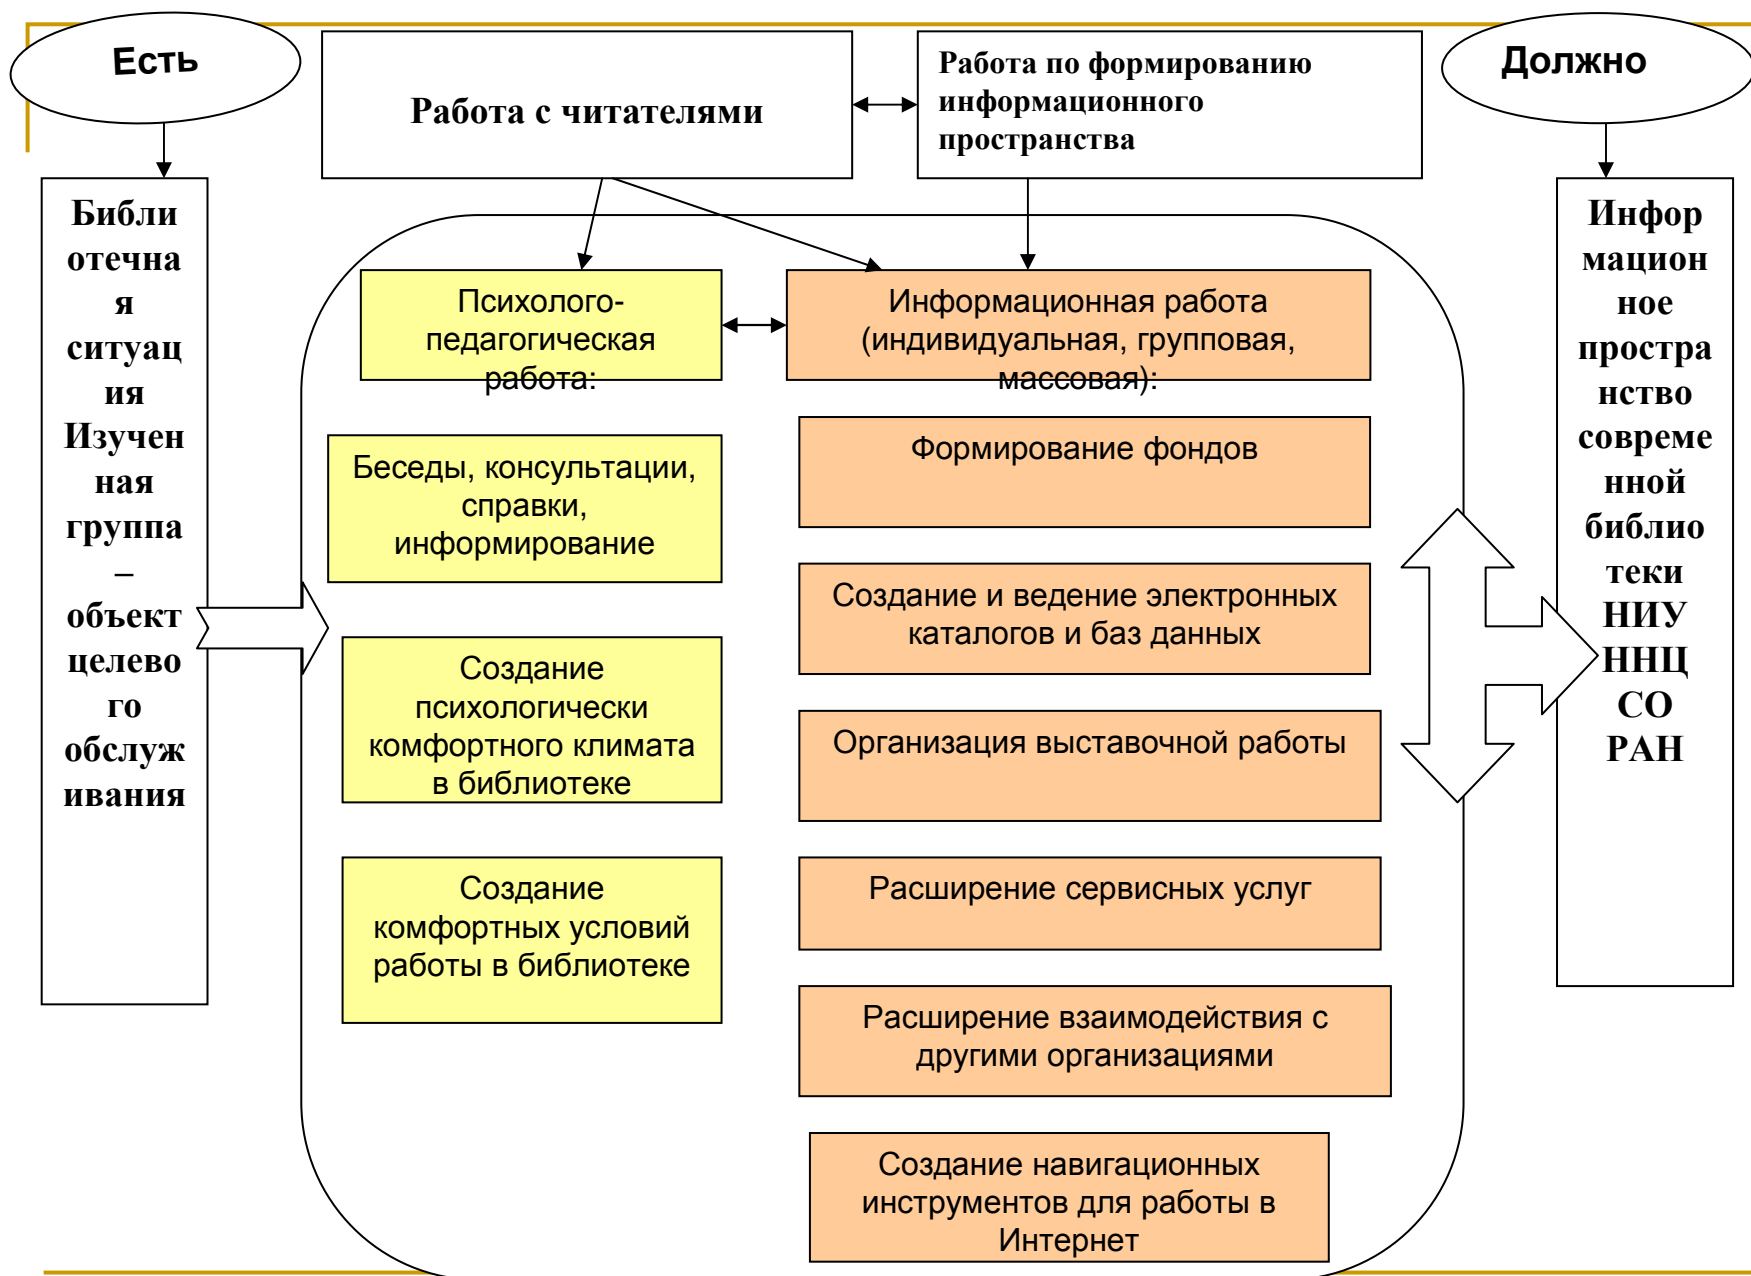 Есть
Работа с читателями
Работа по формированию
информационного
пространства
Должно
Библи
отечна
я
ситуац
ия
Изучен
ная
группа
–
объект
целево
го
обслуж
ивания
Психолого-
педагогическая
работа:
Беседы, консультации,
справки,
информирование
Создание
психологически
комфортного климата
в библиотеке
Создание
комфортных условий
работы в библиотеке
Информационная работа
(индивидуальная, групповая,
массовая):
Формирование фондов
Создание и ведение электронных
каталогов и баз данных
Организация выставочной работы
Расширение сервисных услуг
Расширение взаимодействия с
другими организациями
Создание навигационных
инструментов для работы в
Интернет
Инфор
мацион
ное
простра
нство
совреме
нной
библио
теки
НИУ
ННЦ
СО
РАН